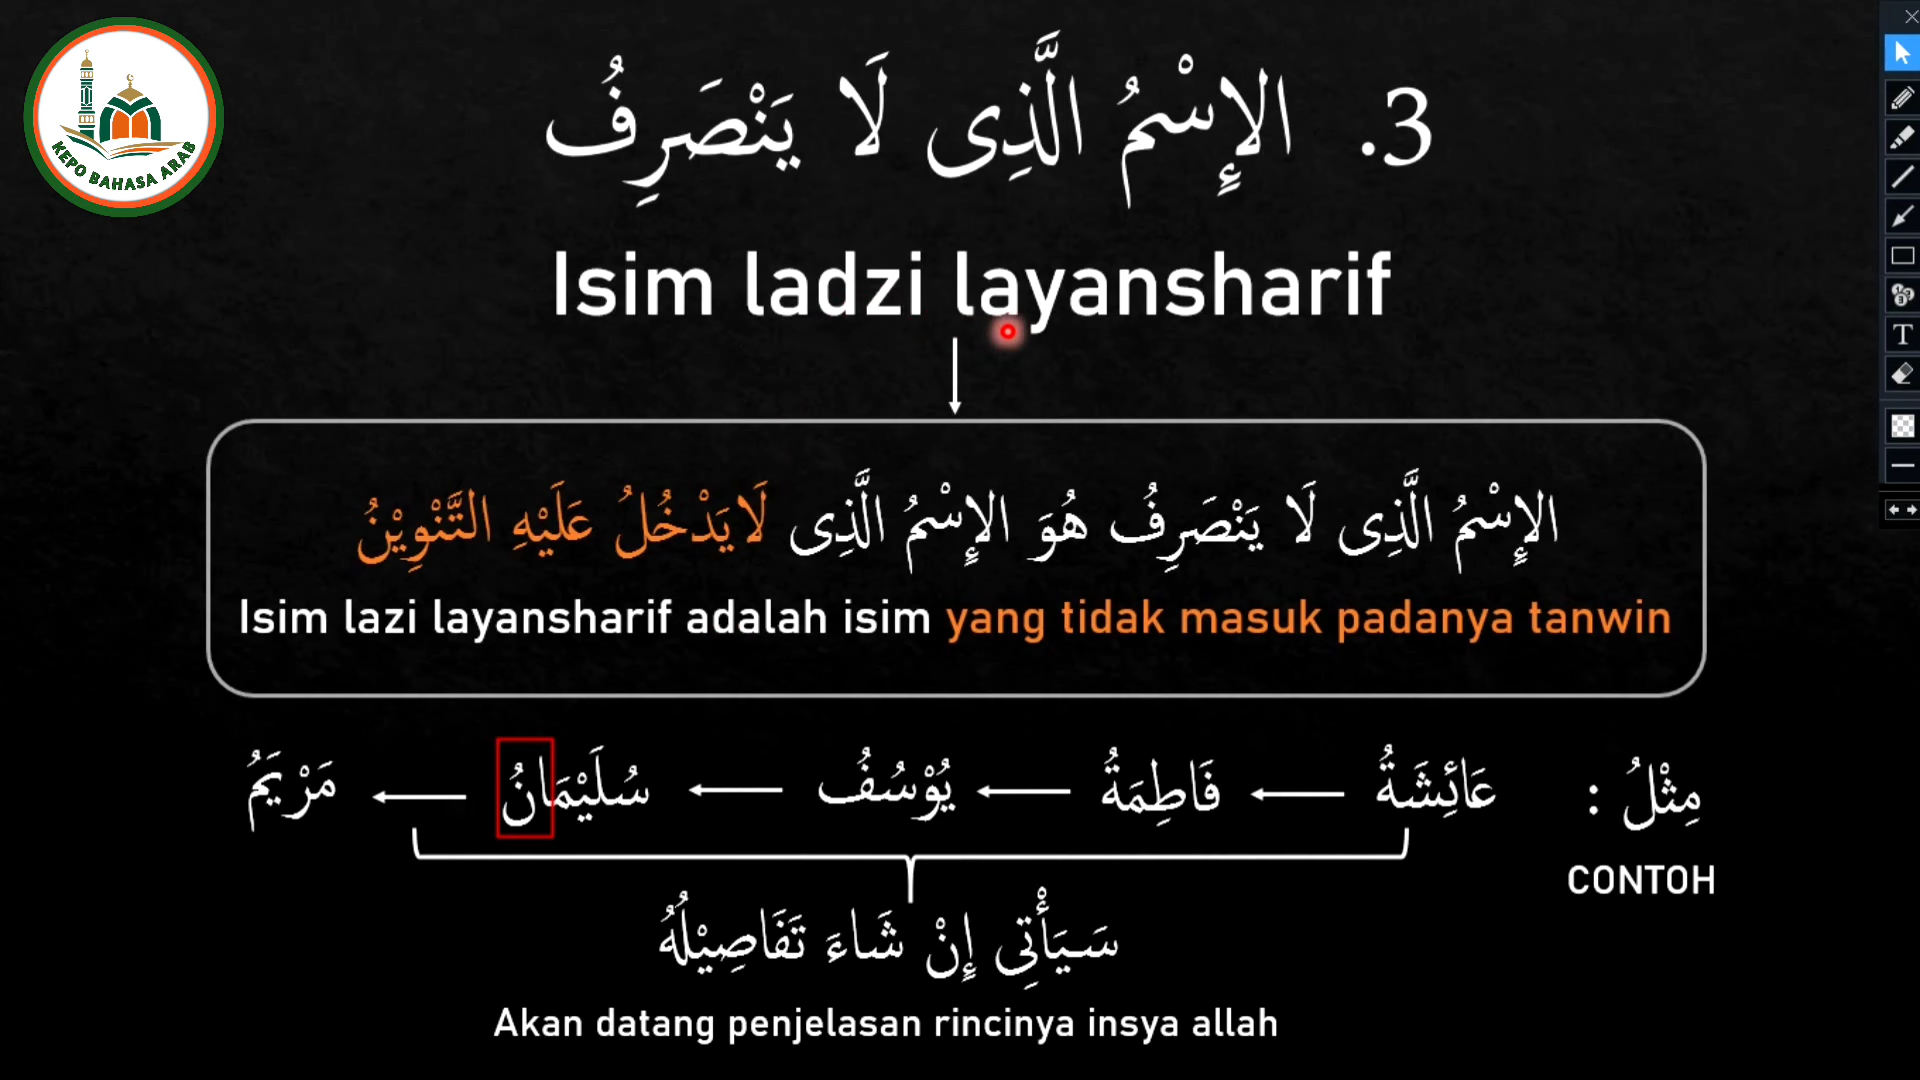 KEPO BAHASA ARAB
3. الإِسْمُ الَّذِى لَا يَنْصَرِفُ
Isim ladzi layansharif
الإِسْمُ الَّذِى لَا يَنْصَرِفُ هُوَ الإِسْمُ الَّذِى لَايَدْخُلُ عَلَيْهِ التَّنْوِيْنُ
Isim lazi layansharif adalah isim yang tidak masuk padanya tanwin
مِثْلُ : عَائِشَةُ ← فَاطِمَةُ ← يُوْسُفُ ← سُلَيْمَانُ ← مَرْيَمُ
CONTOH
سَيَأْتِى إِنْ شَاءَ تَفَاصِيْلُهُ
Akan datang penjelasan rincinya insya allah